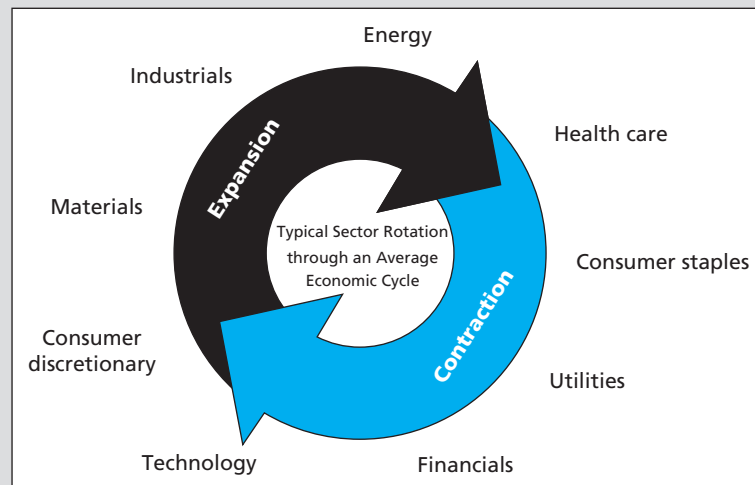 Energy
Industrials
Health care
Expansion
Materials
Typical Sector Rotation
through an Average
Economic Cycle
Consumer staples
Contraction
Consumer
discretionary
Utilities
Technology
Financials